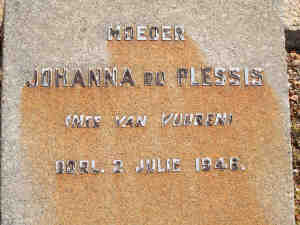 MOEDER
JOHANNA DU PLESSIS
(NEE VAN VUUREN)
OORL. 2 JULIE 1946.